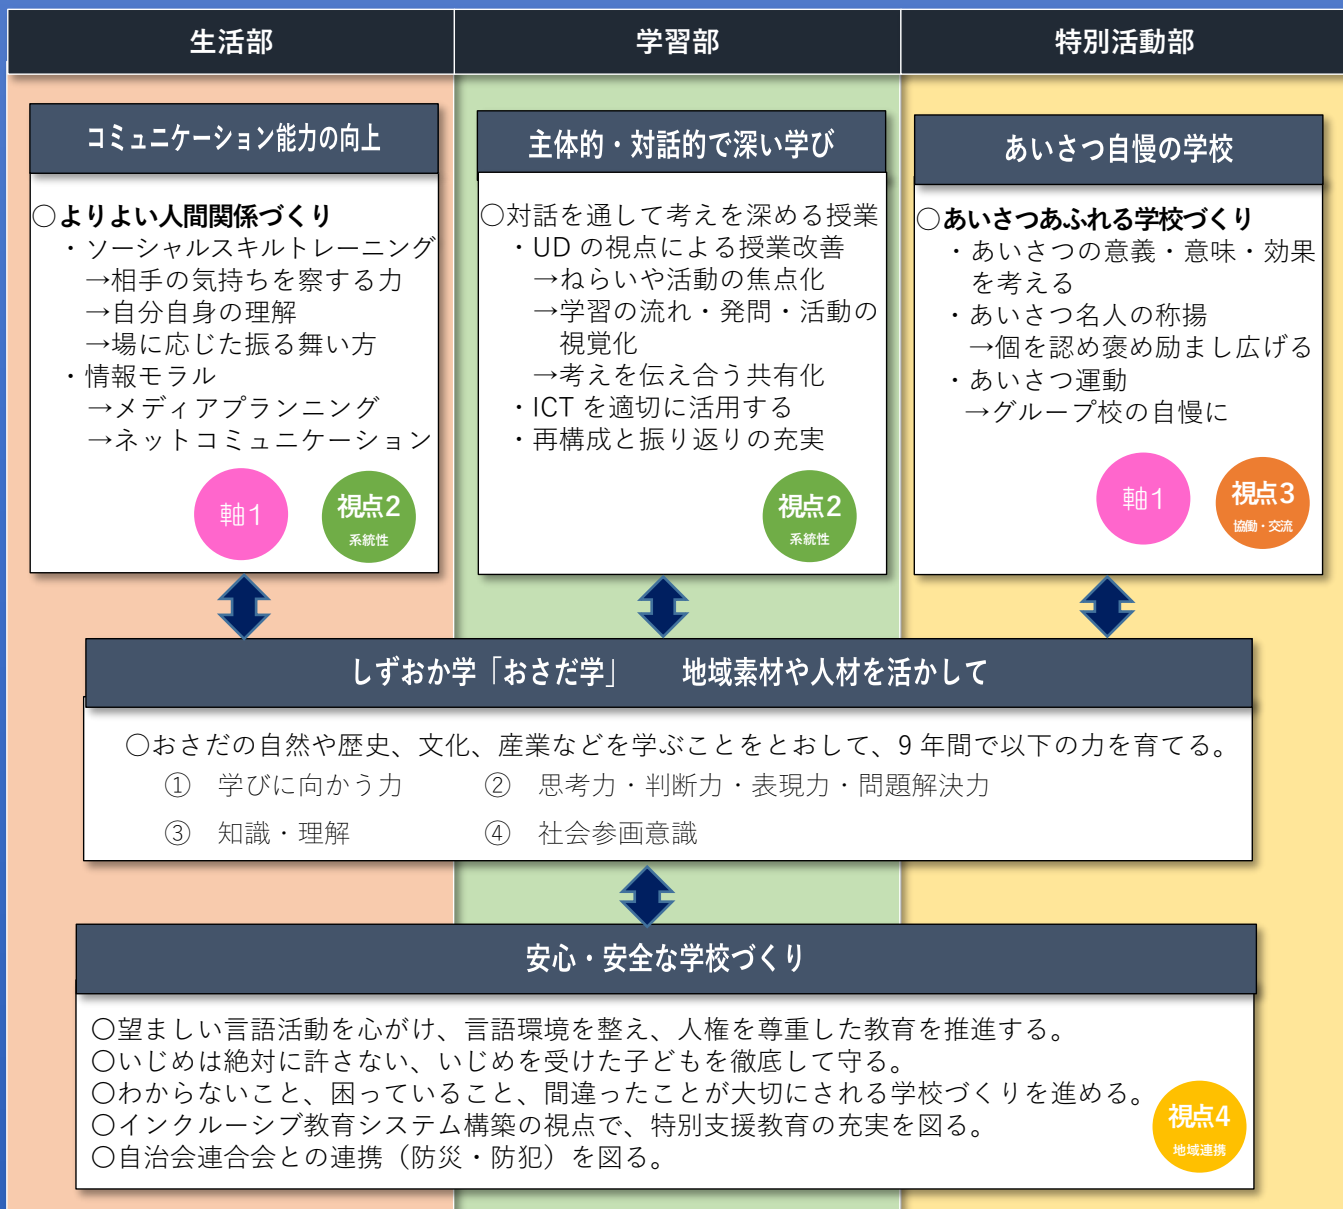 生活部
学習部
特別活動部
コミュニケーション能力の向上
○よりよい人間関係づくり
・ソーシャルスキルトレーニング
→相手の気持ちを察する力
→自分自身の理解
→場に応じた振る舞い方
・情報モラル
→メディアプランニング
→ネットコミュニケーション
軸1
視点2
系統性
主体的・対話的で深い学び
○対話を通して考えを深める授業
・UDの視点による授業改善
→ねらいや活動の焦点化
→学習の流れ・発問・活動の
視覚化
→考えを伝え合う共有化
・ICTを適切に活用する
・再構成と振り返りの充実
視点2
系統性
あいさつ自慢の学校
○あいさつあふれる学校づくり
・あいさつの意義・意味・効果
を考える
・あいさつ名人の称揚
→個を認め褒め励まし広げる
・あいさつ運動
→グループ校の自慢に
軸1
視点3
協働・交流
しずおか学「おさだ学」　　地域素材や人材を活かして
○おさだの自然や歴史、文化、産業などを学ぶことをとおして、9年間で以下の力を育てる。
①　学びに向かう力　　　②　思考力・判断力・表現力・問題解決力
③　知識・理解　　　　　④　社会参画意識
安心・安全な学校づくり
○望ましい言語活動を心がけ、言語環境を整え、人権を尊重した教育を推進する。
○いじめは絶対に許さない、いじめを受けた子どもを徹底して守る。
○わからないこと、困っていること、間違ったことが大切にされる学校づくりを進める。
○インクルーシブ教育システム構築の視点で、特別支援教育の充実を図る。
○自治会連合会との連携（防災・防犯）を図る。
視点4
地域連携